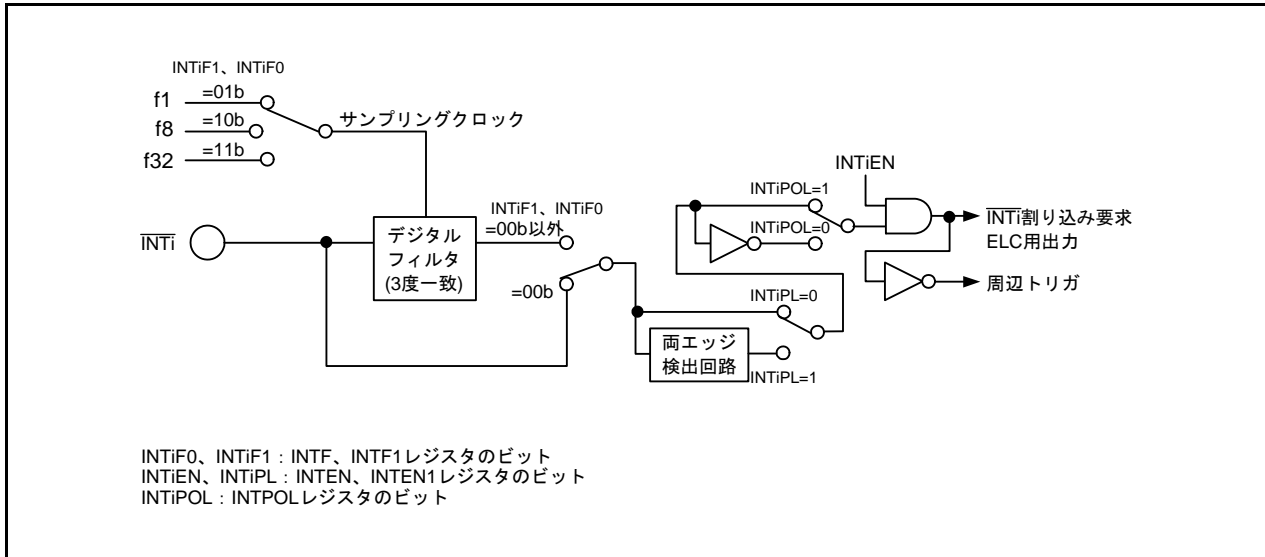 INTiF1、INTiF0
f1
=01b
f8
=10b
f32
=11b
サンプリングクロック
INTi
デジタル
フィルタ
(3度一致)
INTiF1、INTiF0
=00b以外
=00b
両エッジ
検出回路
INTiPL=0
INTiPL=1
INTiPOL=1
INTiPOL=0
INTiEN
INTi割り込み要求
ELC用出力
周辺トリガ
INTiF0、INTiF1：INTF、INTF1レジスタのビット
INTiEN、INTiPL：INTEN、INTEN1レジスタのビット
INTiPOL：INTPOLレジスタのビット